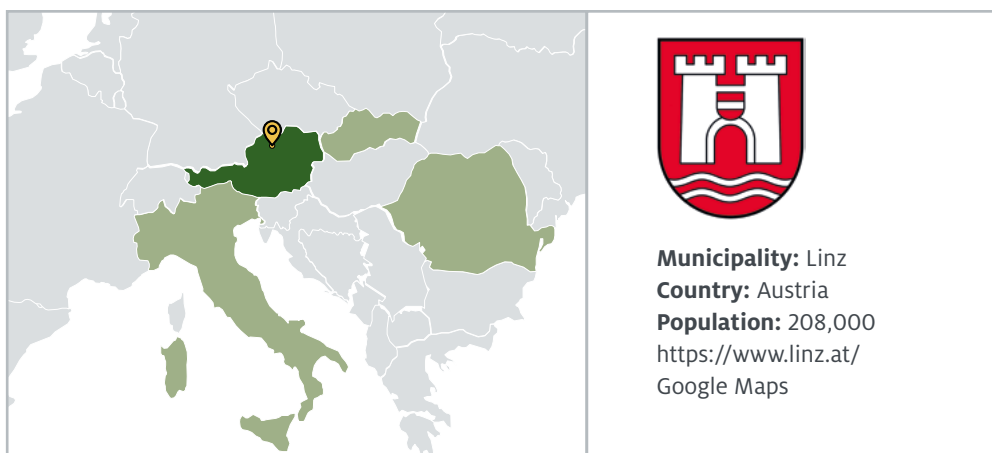 Municipality: Linz
Country: Austria
Population: 208,000
https://www.linz.at/
Google Maps